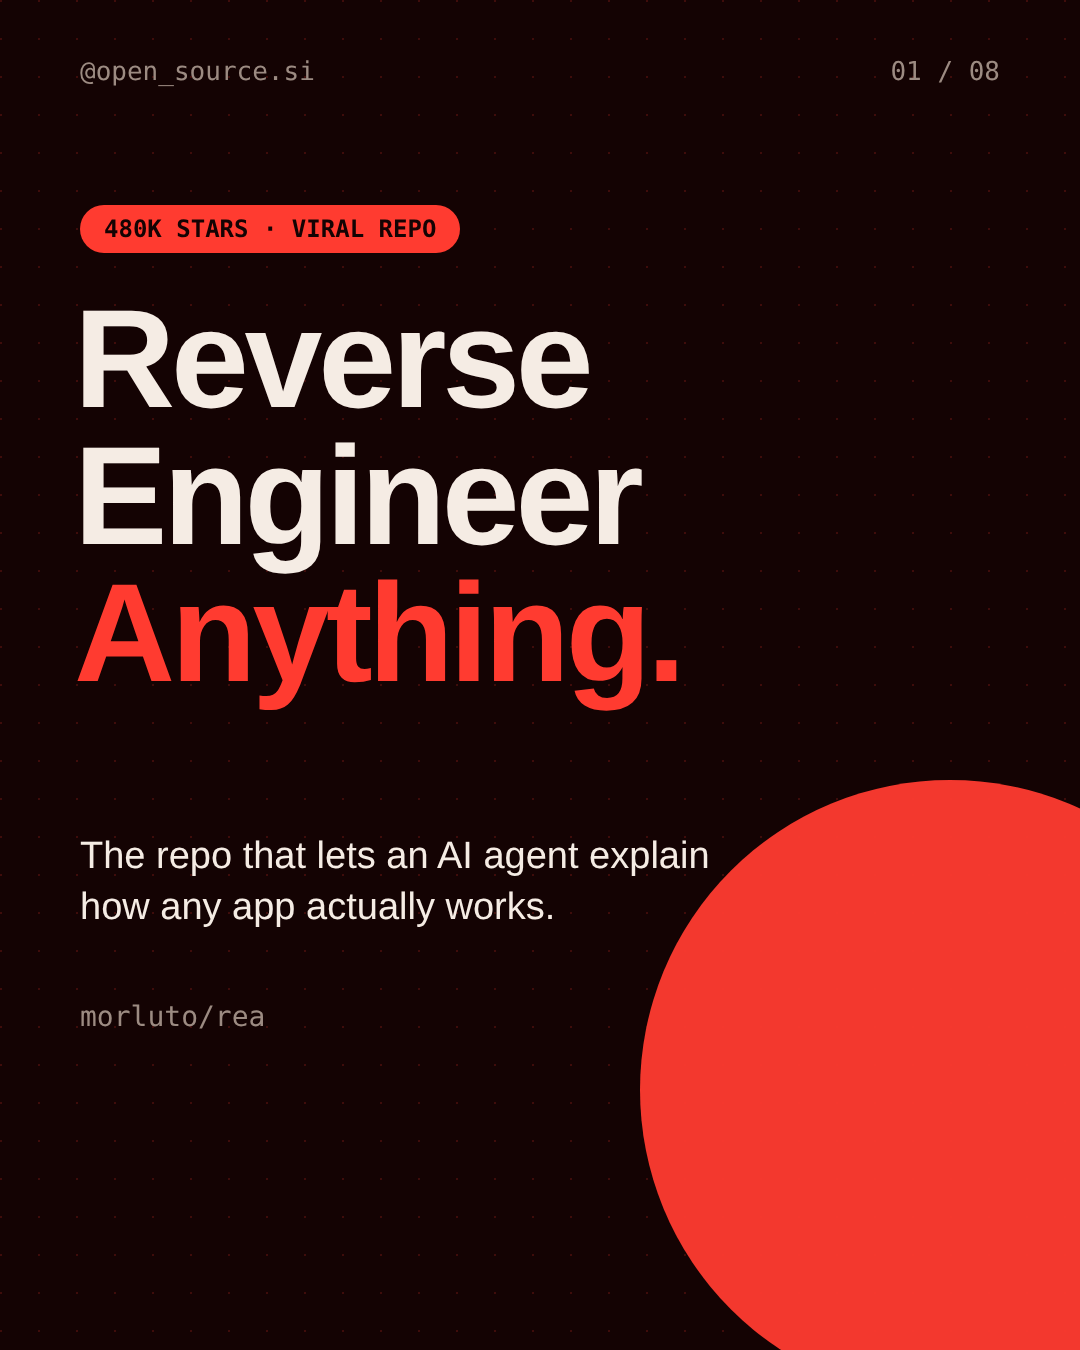 @open_source.si
01 / 08
480K STARS · VIRAL REPO
Reverse
Engineer
Anything.
The repo that lets an AI agent explain
how any app actually works.
morluto/rea